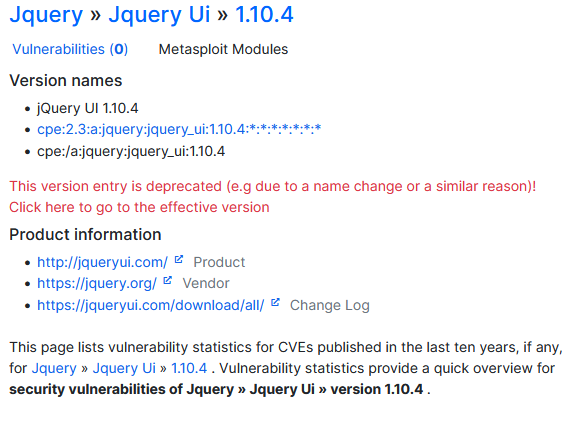 Jquery » Jquery Ui » 1.10.4
Vulnerabilities (0) Metasploit Modules
Version names
• jQuery UI 1.10.4
• cpe:2.3:a:jquery:jquery_ui:1.10.4:*:*:*:*:*:*:*
• cpe:/a:jquery:jquery_ui:1.10.4
This version entry is deprecated (e.g due to a name change or a similar reason)!
Click here to go to the effective version
Product information
• http://jqueryui.com/ Product
• https://jquery.org/ Vendor
• https://jqueryui.com/download/all/ Change Log
This page lists vulnerability statistics for CVEs published in the last ten years, if any,
for Jquery » Jquery Ui » 1.10.4 . Vulnerability statistics provide a quick overview for
security vulnerabilities of Jquery » Jquery Ui » version 1.10.4 .